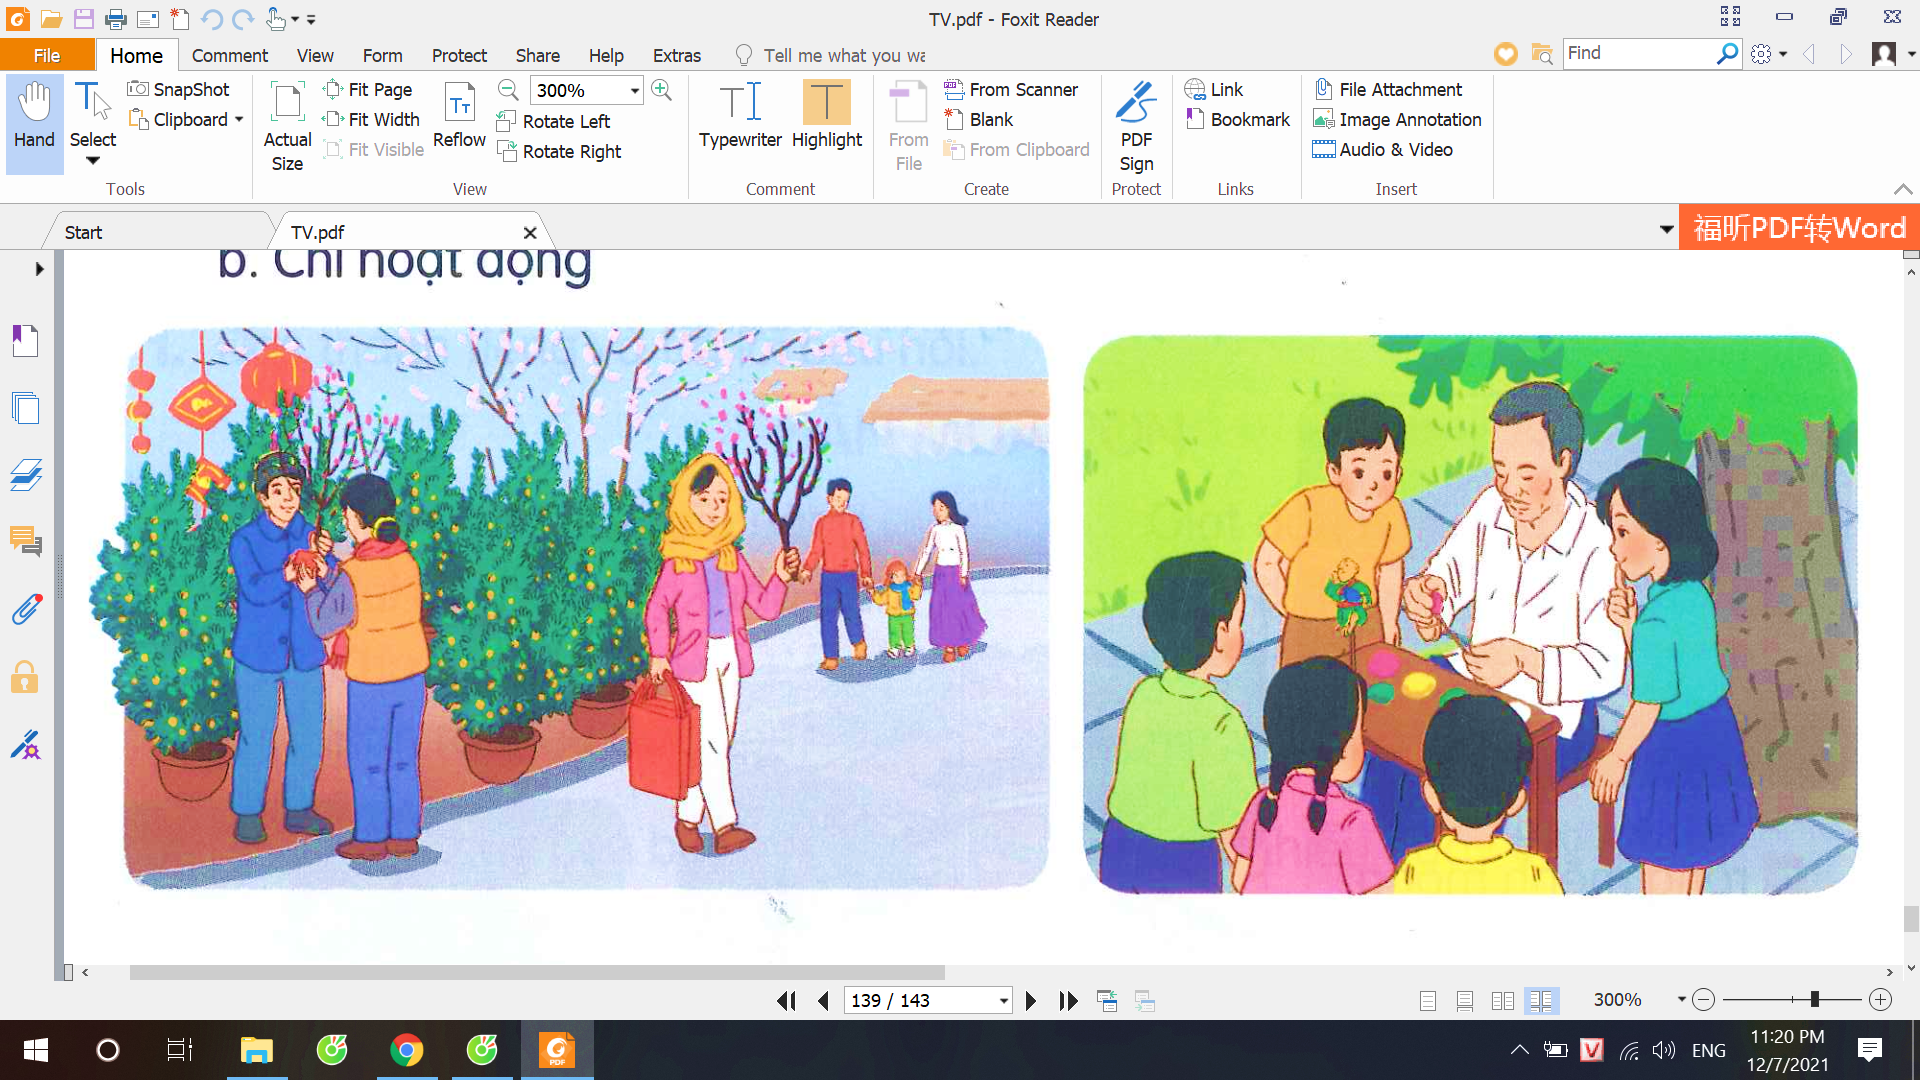 TV.pdf - Foxit Reader
File Home Comment View Form Protect Share Help Extras Tell me what you wa
Find
Hand
Select
SnapShot
Clipboard
Tools
Actual Size
Fit Page
Fit Width
Fit Visible
Reflow
300%
Rotate Left
Rotate Right
View
Typewriter
Highlight
Comment
From File
From Scanner
Blank
From Clipboard
Create
PDF Sign
Protect
Link
Bookmark
Links
File Attachment
Image Annotation
Audio & Video
Insert
Start
TV.pdf
福昕PDF转Word
b. Chỉ hoạt động
139 / 143
300%
PDF
V
ENG
11:20 PM
12/7/2021